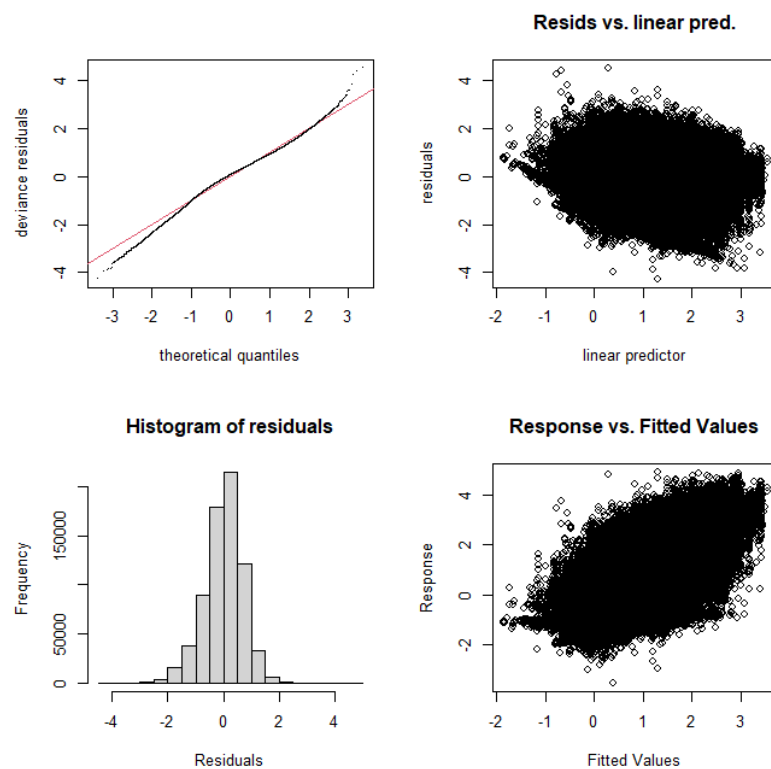 deviance residuals
4
2
0
-2
-4
-3 -2 -1 0 1 2 3
theoretical quantiles
Resids vs. linear pred.
residuals
4
2
0
-2
-4
-2 -1 0 1 2 3
linear predictor
Histogram of residuals
Frequency
150000
50000
0
-4 -2 0 2 4
Residuals
Response vs. Fitted Values
Response
4
2
0
-2
-2 -1 0 1 2 3
Fitted Values